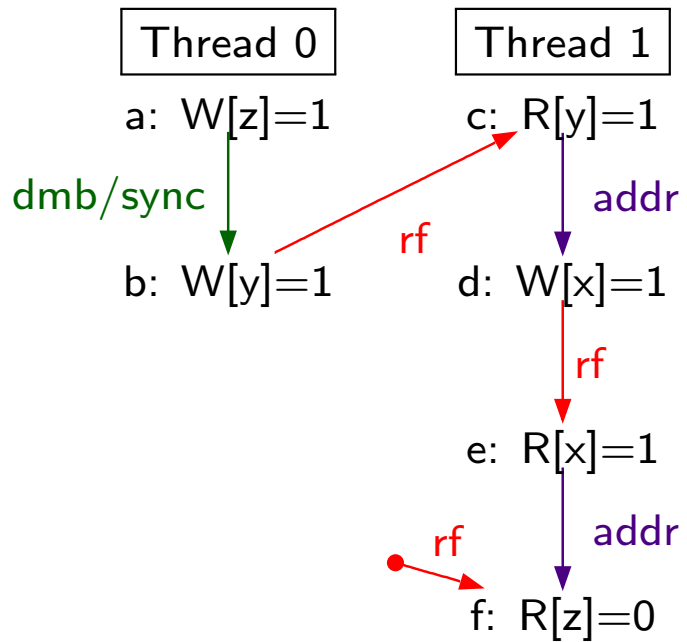 Thread 0
Thread 1
a: W[z]=1
c: R[y]=1
dmb/sync
addr
rf
b: W[y]=1
d: W[x]=1
rf
e: R[x]=1
rf
addr
f: R[z]=0